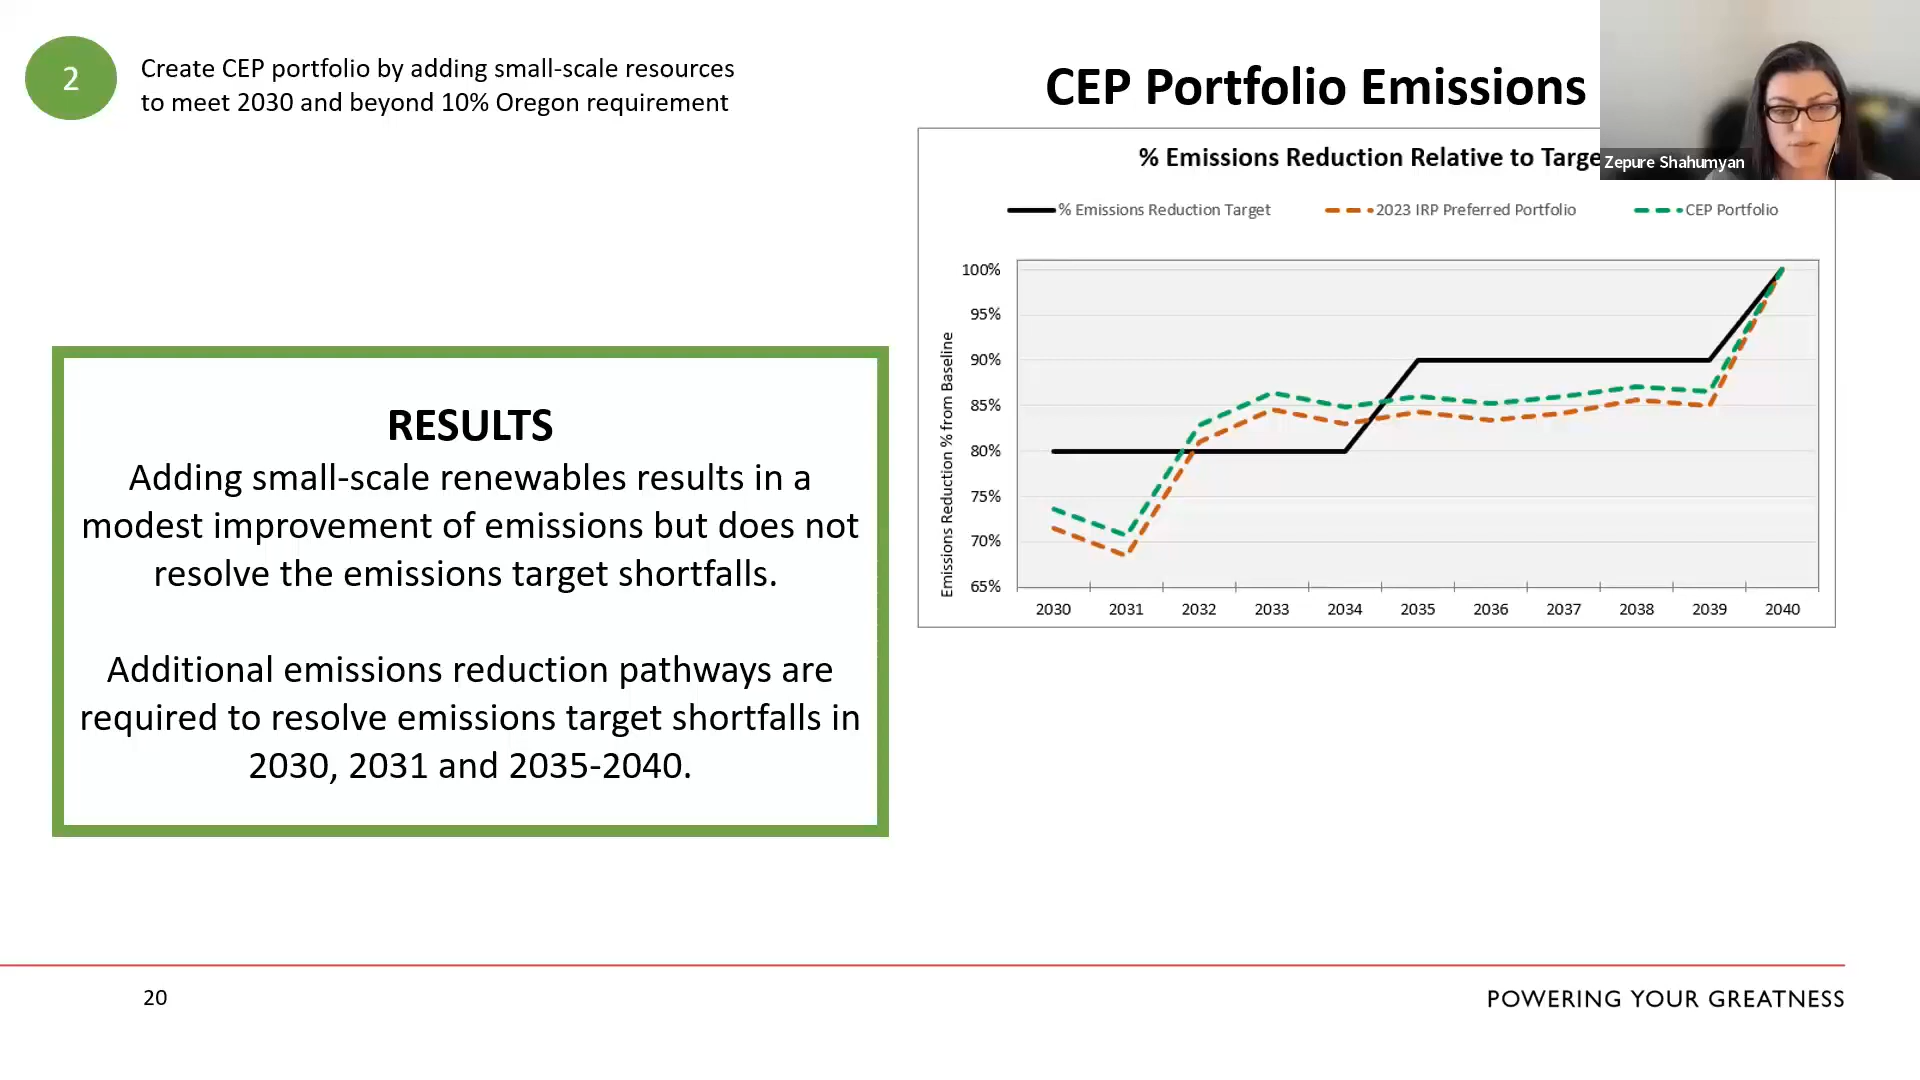 2
Create CEP portfolio by adding small-scale resources
to meet 2030 and beyond 10% Oregon requirement
CEP Portfolio Emissions
Zepure Shahumyan
% Emissions Reduction Relative to
% Emissions Reduction Target
2023 IRP Preferred Portfolio
CEP Portfolio
Emissions Reduction % from Baseline
100%
95%
90%
85%
80%
75%
70%
65%
2030 2031 2032 2033 2034 2035 2036 2037 2038 2039 2040
RESULTS
Adding small-scale renewables results in a
modest improvement of emissions but does not
resolve the emissions target shortfalls.
Additional emissions reduction pathways are
required to resolve emissions target shortfalls in
2030, 2031 and 2035-2040.
20
POWERING YOUR GREATNESS